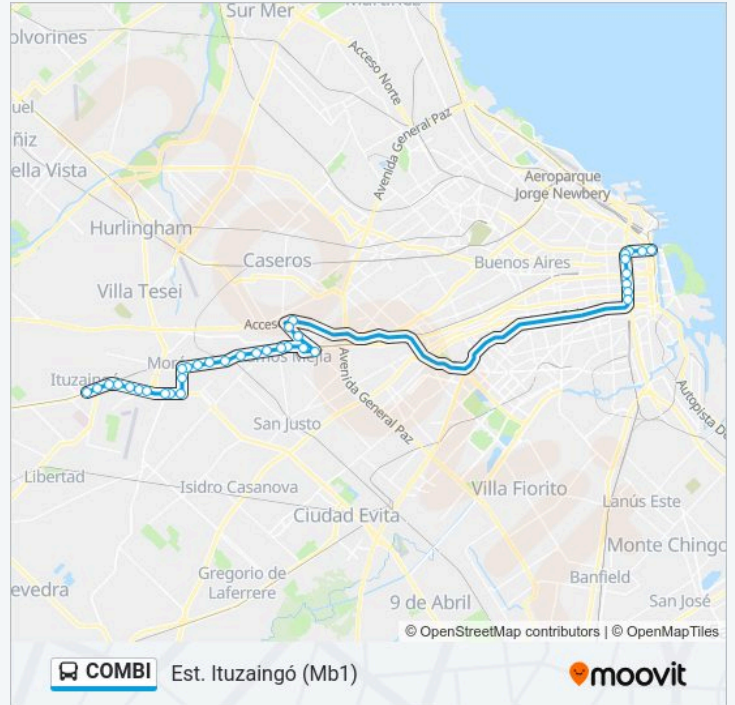 Sur Mer
olvorines
Acceso Norte
uel
ñiz
ella Vista
Avenida General Paz
Aeroparque
Jorge Newbery
Hurlingham
Caseros
Buenos Aires
Villa Tesei
Acces
Ituzaingó
Avenida General Paz
San Justo
Autopista De
Libertad
Isidro Casanova
Villa Fiorito
Ciudad Evita
Lanús Este
Monte Chingo
Gregorio de
Laferrere
Banfield
evedra
9 de Abril
San José
© OpenStreetMap contributors | © OpenMapTiles
COMBI
Est. Ituzaingó (Mb1)
moovit